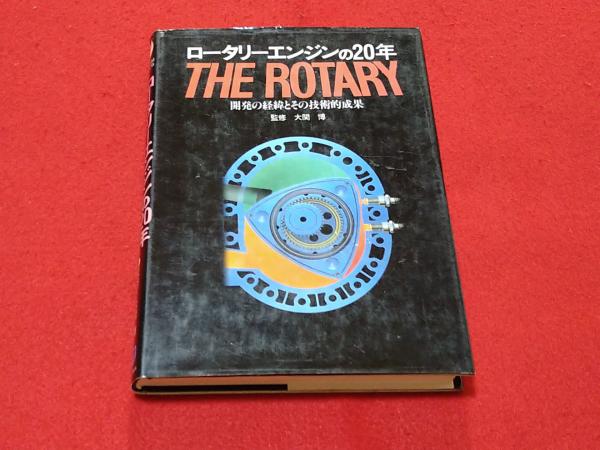 ロータリーエンジンの20年
THE ROTARY
開発の経緯とその技術的成果
監修 大関 博